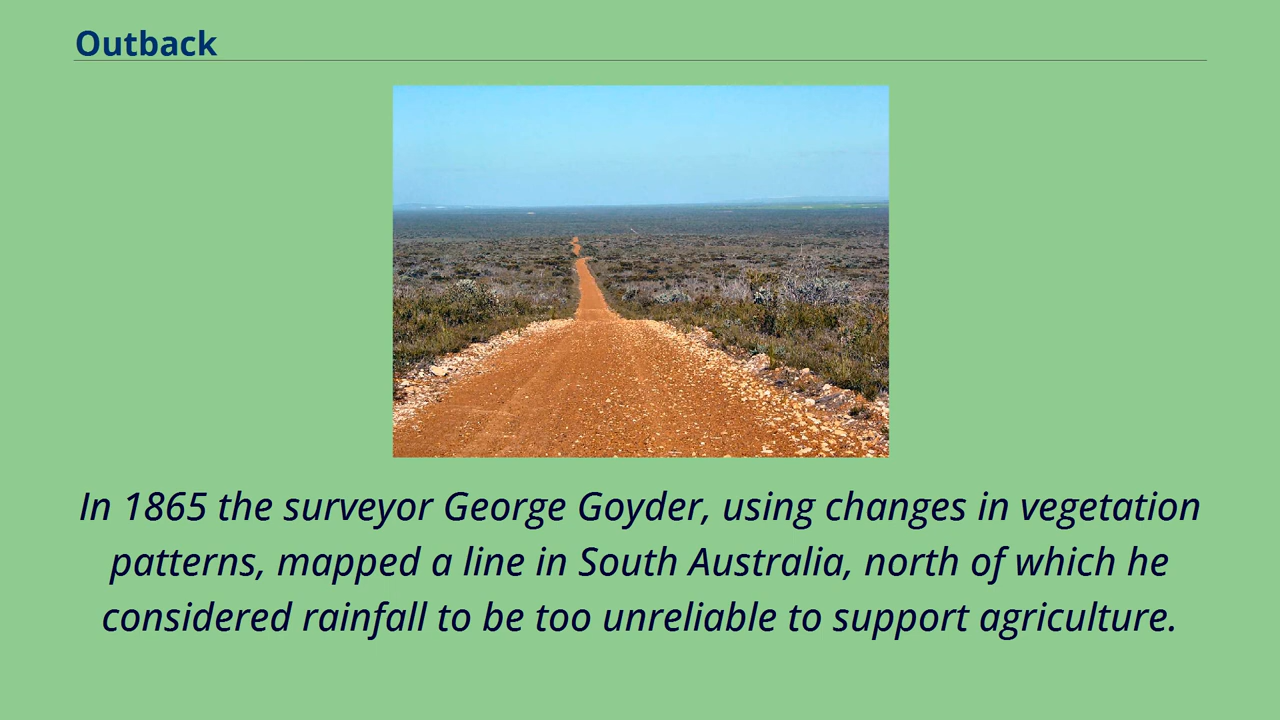 Outback
In 1865 the surveyor George Goyder, using changes in vegetation
patterns, mapped a line in South Australia, north of which he
considered rainfall to be too unreliable to support agriculture.